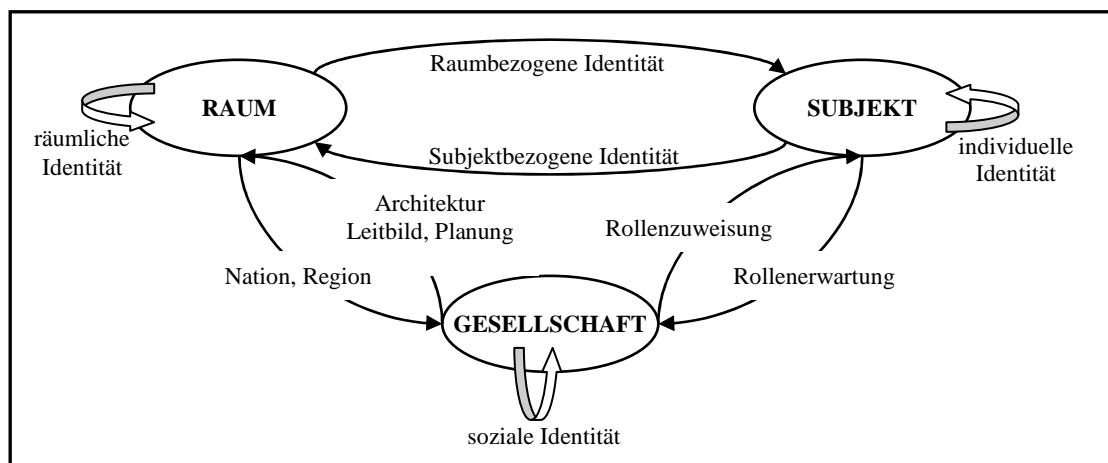 Raumbezogene Identität
RAUM
SUBJEKT
räumliche
Identität
Subjektbezogene Identität
individuelle
Identität
Architektur
Leitbild, Planung
Rollenzuweisung
Nation, Region
Rollenerwartung
GESELLSCHAFT
soziale Identität